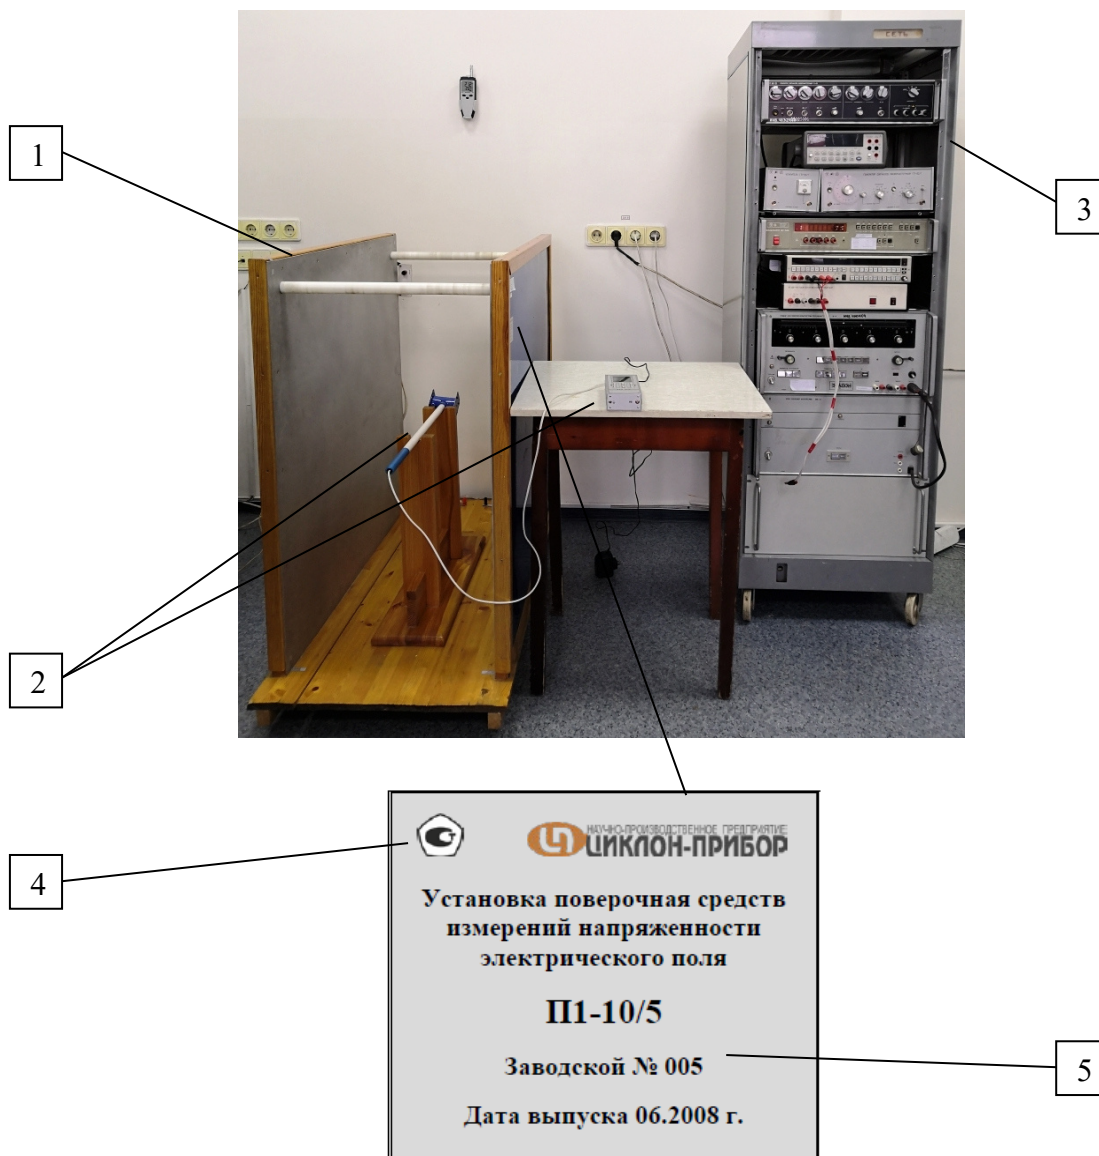 СЕТЬ
1
3
2
4
НАУЧНО-ПРОИЗВОДСТВЕННОЕ ПРЕДПРИЯТИЕ
ЦИКЛОН-ПРИБОР
Установка поверочная средств
измерений напряженности
электрического поля
П1-10/5
Заводской № 005
5
Дата выпуска 06.2008 г.